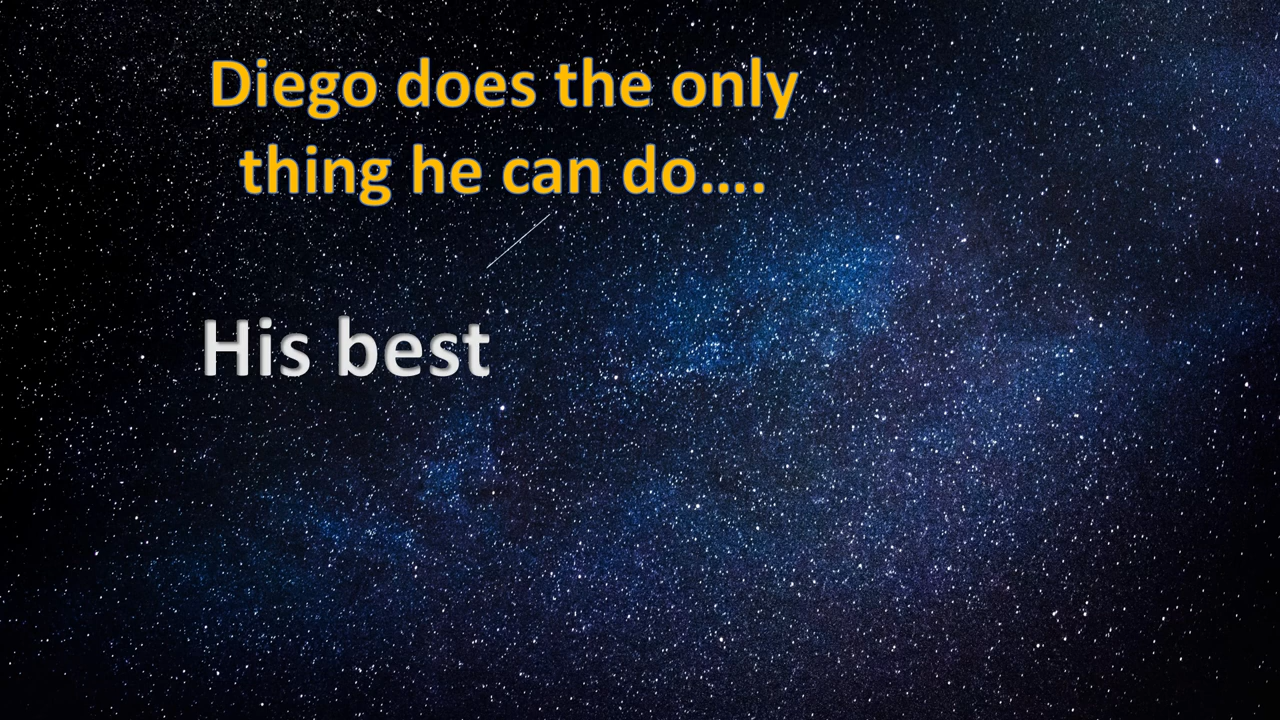 Diego does the only
thing he can do....
His best